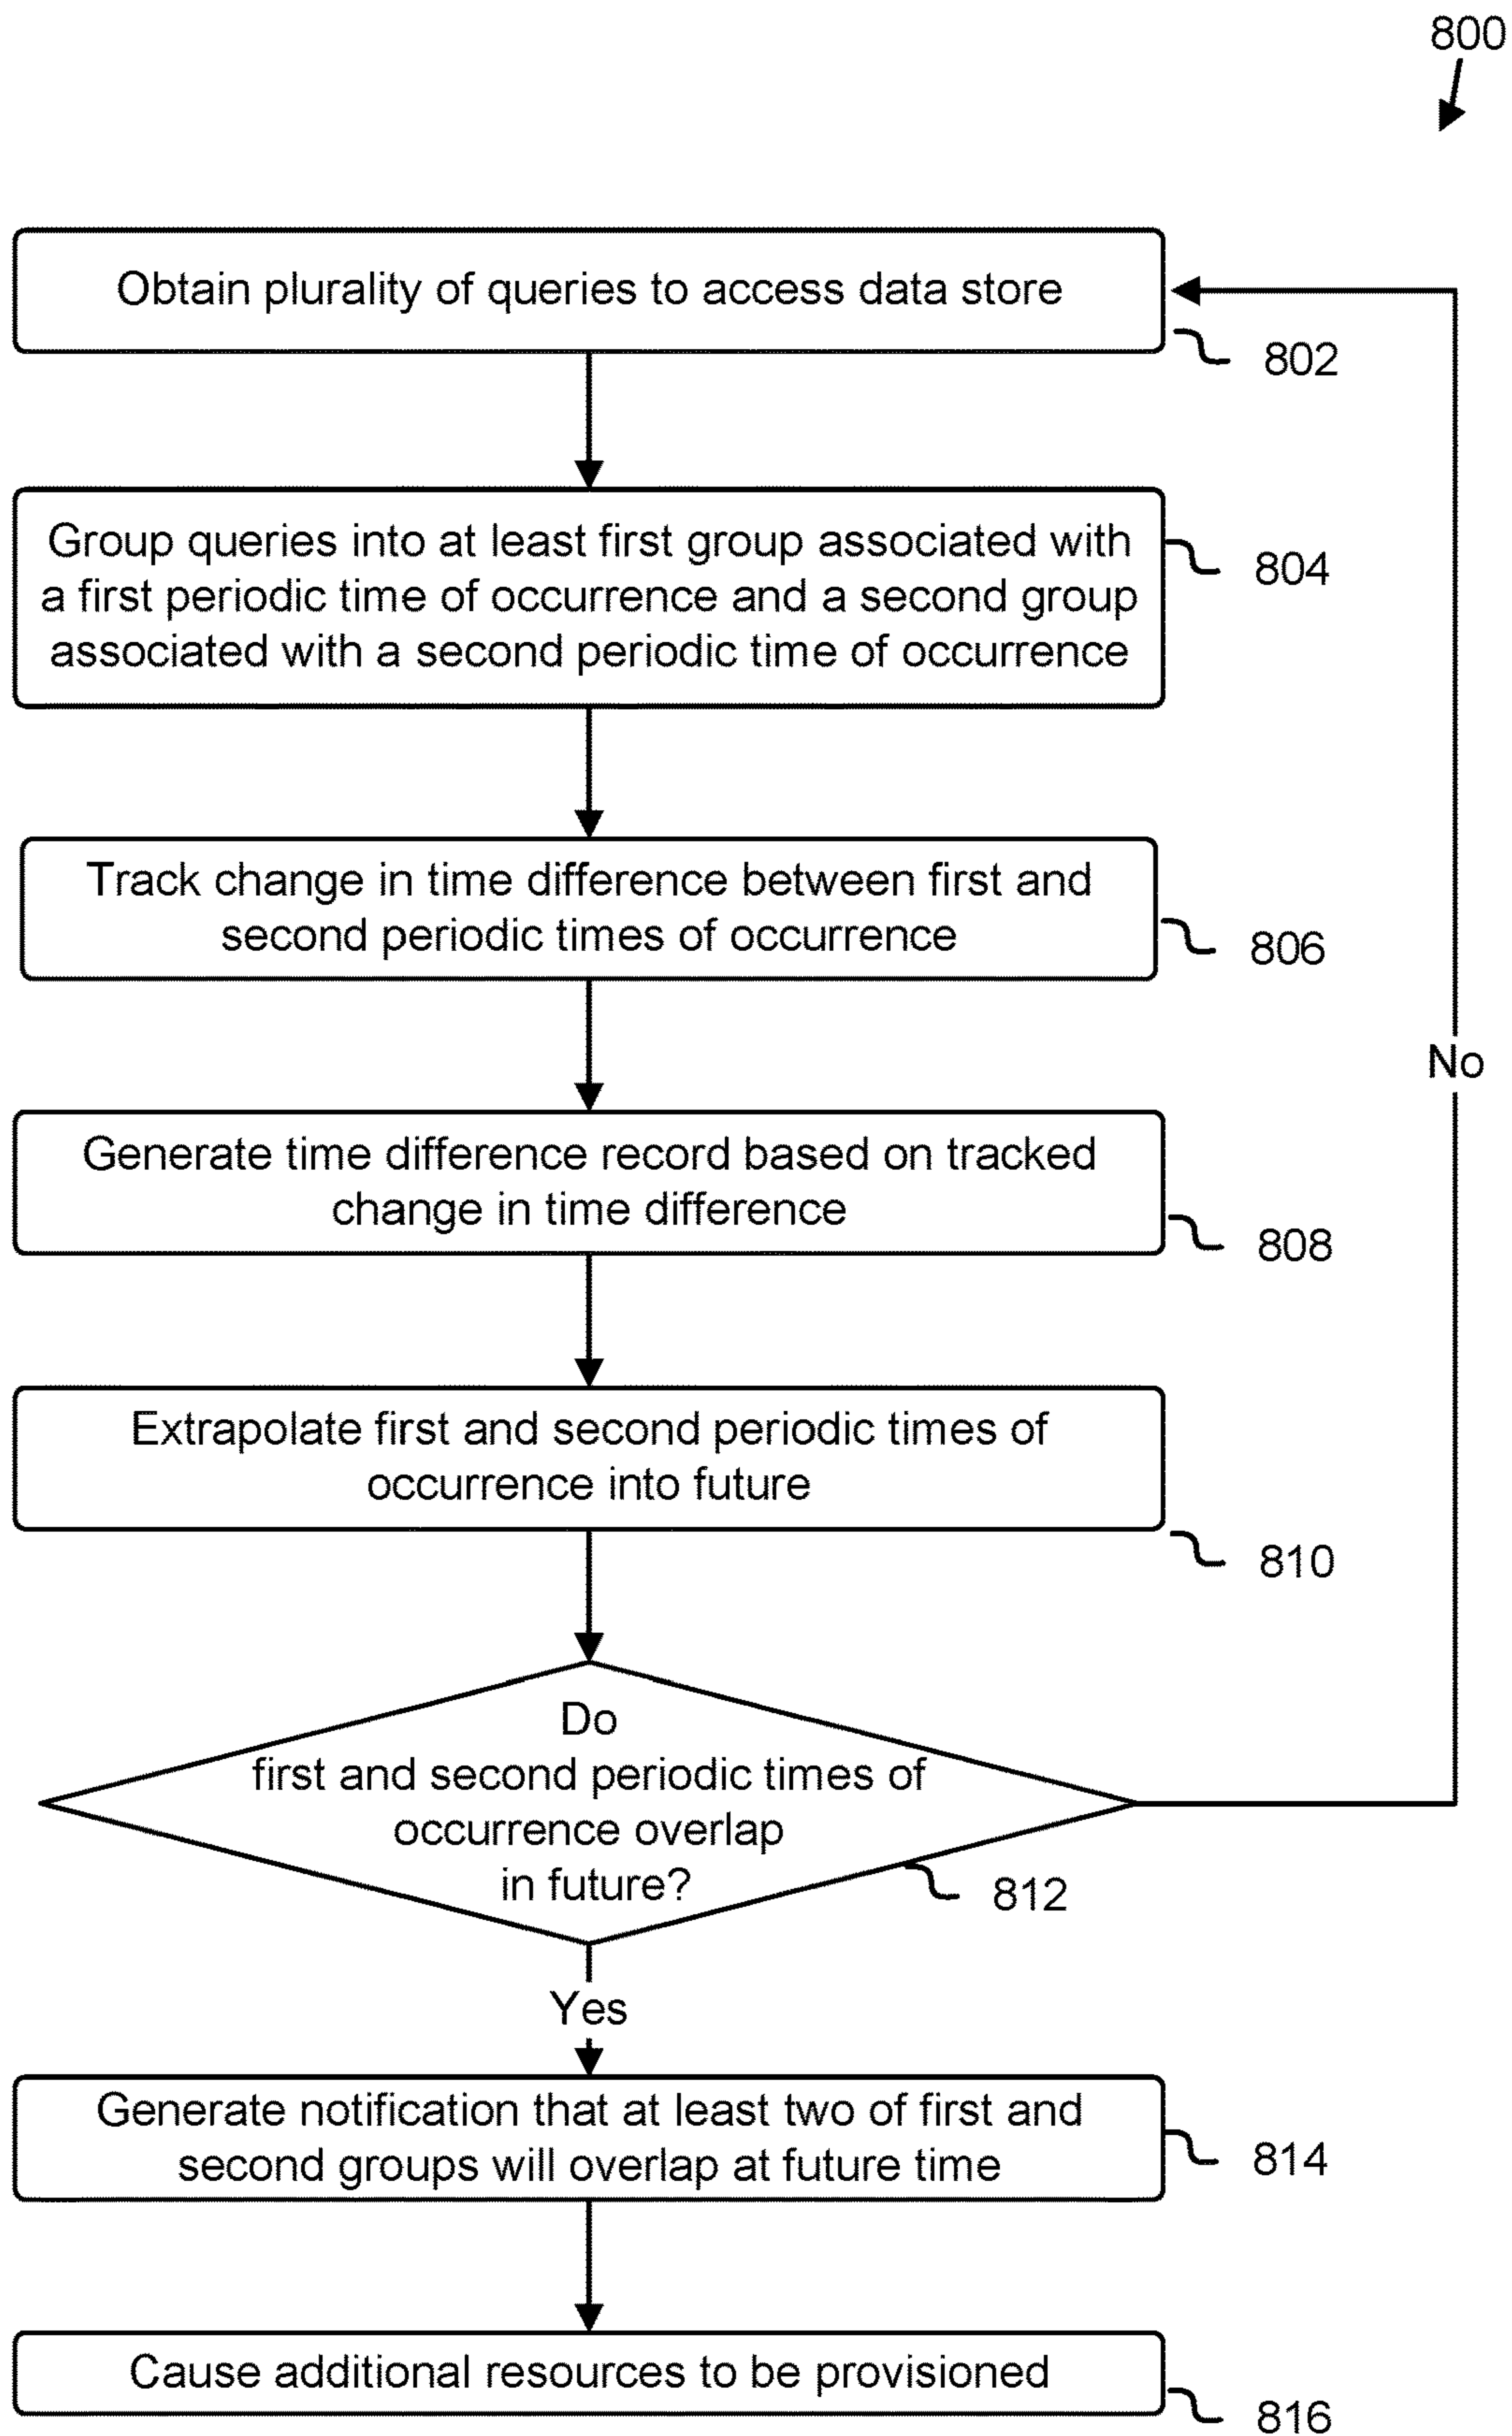 800
Obtain plurality of queries to access data store
802
Group queries into at least first group associated with
a first periodic time of occurrence and a second group
associated with a second periodic time of occurrence
804
Track change in time difference between first and
second periodic times of occurrence
806
No
Generate time difference record based on tracked
change in time difference
808
Extrapolate first and second periodic times of
occurrence into future
810
Do
first and second periodic times of
occurrence overlap
in future?
812
Yes
Generate notification that at least two of first and
second groups will overlap at future time
814
Cause additional resources to be provisioned
816